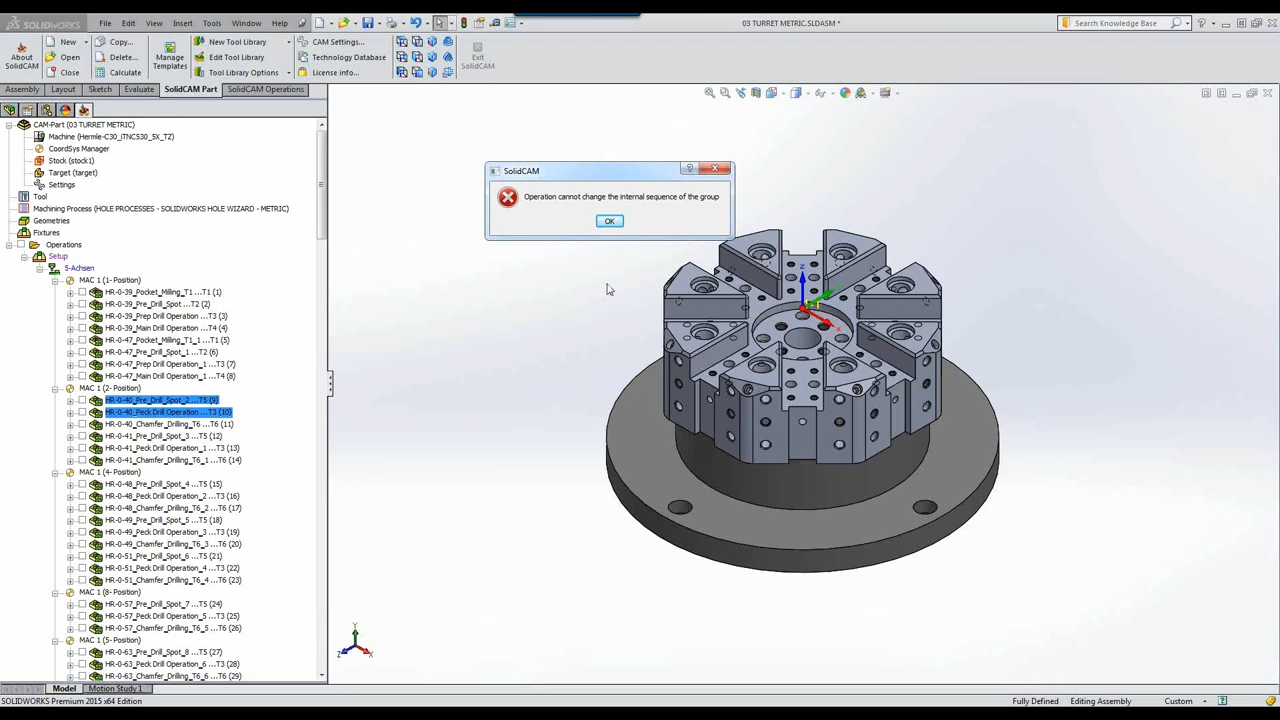 SOLIDWORKS
File Edit View Insert Tools Window Help
03 TURRET METRIC.SLDASM *
Search Knowledge Base
About SolidCAM
New
Open
Close
Copy...
Delete...
Calculate
Manage Templates
New Tool Library
Edit Tool Library
Tool Library Options
CAM Settings...
Technology Database
License info...
Exit SolidCAM
Assembly Layout Sketch Evaluate SolidCAM Part SolidCAM Operations
CAM-Part (03 TURRET METRIC)
Machine (Hermle-C30_iTNC530_5X_TZ)
CoordSys Manager
Stock (stock1)
Target (target)
Settings
Tool
Machining Process (HOLE PROCESSES - SOLIDWORKS HOLE WIZARD - METRIC)
Geometries
Fixtures
Operations
Setup
5-Achsen
MAC 1 (1- Position)
HR-0-39_Pocket_Milling_T1 ...T1 (1)
HR-0-39_Pre_Drill_Spot ...T2 (2)
HR-0-39_Prep Drill Operation ...T3 (3)
HR-0-39_Main Drill Operation ...T4 (4)
HR-0-47_Pocket_Milling_T1_1 ...T1 (5)
HR-0-47_Pre_Drill_Spot_1 ...T2 (6)
HR-0-47_Prep Drill Operation_1 ...T3 (7)
HR-0-47_Main Drill Operation_1 ...T4 (8)
MAC 1 (2- Position)
HR-0-40_Pre_Drill_Spot_2 ...T5 (9)
HR-0-40_Peck Drill Operation ...T3 (10)
HR-0-40_Chamfer_Drilling_T6 ...T6 (11)
HR-0-41_Pre_Drill_Spot_3 ...T5 (12)
HR-0-41_Peck Drill Operation_1 ...T3 (13)
HR-0-41_Chamfer_Drilling_T6_1 ...T6 (14)
MAC 1 (4- Position)
HR-0-48_Pre_Drill_Spot_4 ...T5 (15)
HR-0-48_Peck Drill Operation_2 ...T3 (16)
HR-0-48_Chamfer_Drilling_T6_2 ...T6 (17)
HR-0-49_Pre_Drill_Spot_5 ...T5 (18)
HR-0-49_Peck Drill Operation_3 ...T3 (19)
HR-0-49_Chamfer_Drilling_T6_3 ...T6 (20)
HR-0-51_Pre_Drill_Spot_6 ...T5 (21)
HR-0-51_Peck Drill Operation_4 ...T3 (22)
HR-0-51_Chamfer_Drilling_T6_4 ...T6 (23)
MAC 1 (8- Position)
HR-0-57_Pre_Drill_Spot_7 ...T5 (24)
HR-0-57_Peck Drill Operation_5 ...T3 (25)
HR-0-57_Chamfer_Drilling_T6_5 ...T6 (26)
MAC 1 (5- Position)
HR-0-63_Pre_Drill_Spot_8 ...T5 (27)
HR-0-63_Peck Drill Operation_6 ...T3 (28)
HR-0-63_Chamfer_Drilling_T6_6 ...T6 (29)
SolidCAM
Operation cannot change the internal sequence of the group
OK
Z
X
Y
Z
X
Model Motion Study 1
SOLIDWORKS Premium 2015 x64 Edition
Fully Defined Editing Assembly Custom